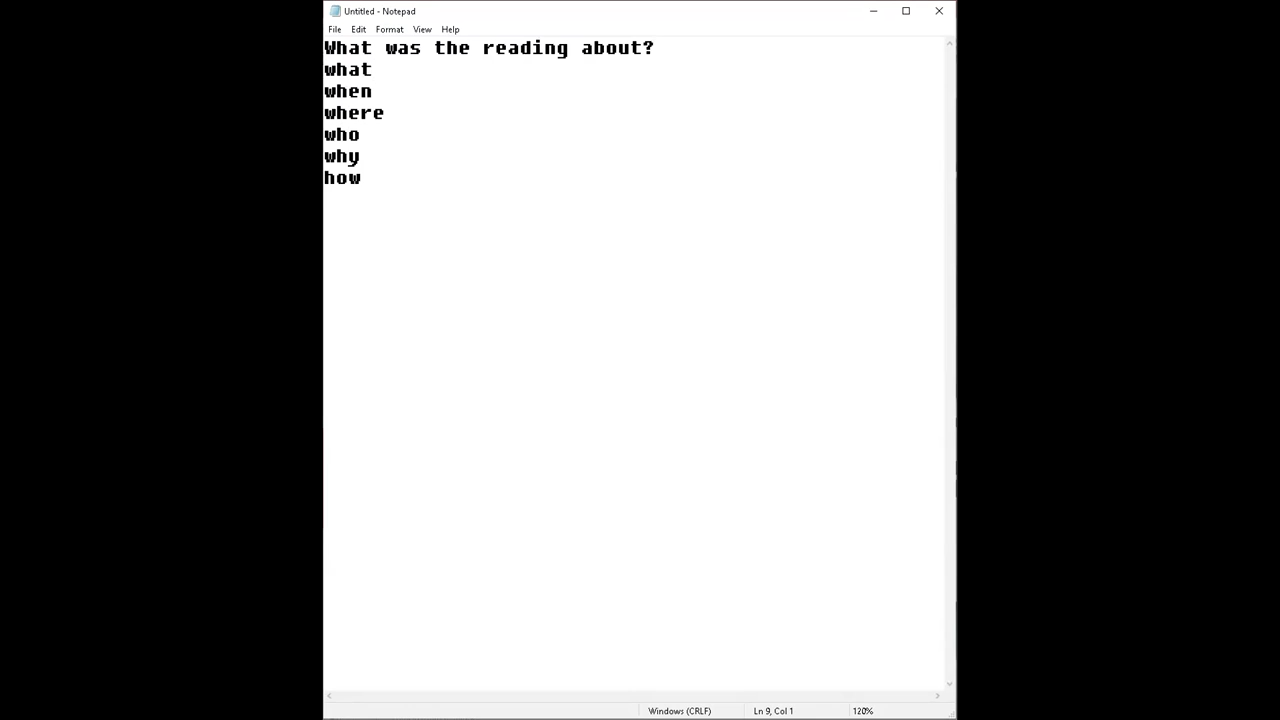 Untitled - Notepad
File Edit Format View Help
What was the reading about?
what
when
where
who
why
how
Windows (CRLF) Ln 9, Col 1 120%